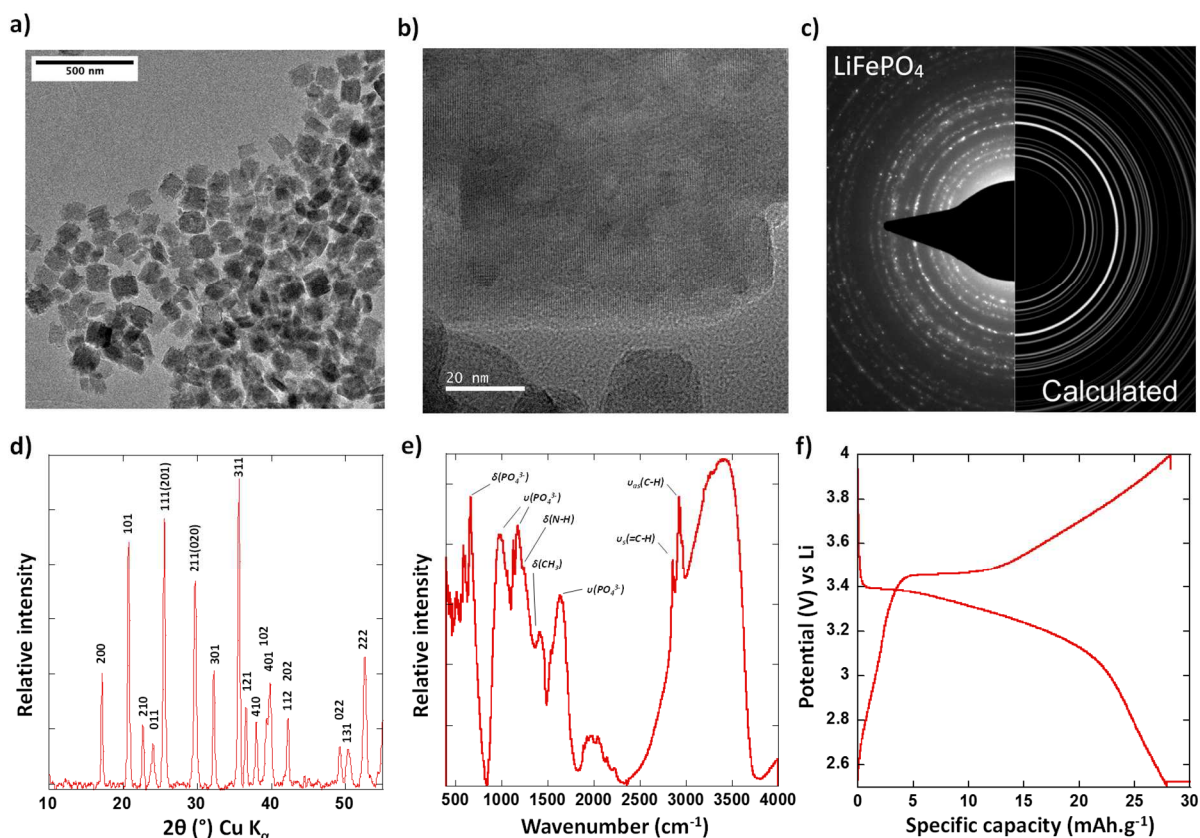 a)
500 nm
b)
20 nm
c)
LiFePO₄
Calculated
d)
Relative intensity
200
101
210
011
111(201)
211(020)
301
311
121
410
401 102
112 202
022
131
222
10 20 30 40 50
2θ (°) Cu Kα
e)
Relative intensity
δ(PO₄³⁻)
υ(PO₄³⁻)
υ(PO₄³⁻)
δ(N-H)
δ(CH₃)
υ(PO₄³⁻)
υas(C-H)
υs(=C-H)
500 1000 1500 2000 2500 3000 3500 4000
Wavenumber (cm⁻¹)
f)
Potential (V) vs Li
4
3.8
3.6
3.4
3.2
3.0
2.8
2.6
0 5 10 15 20 25 30
Specific capacity (mAh.g⁻¹)